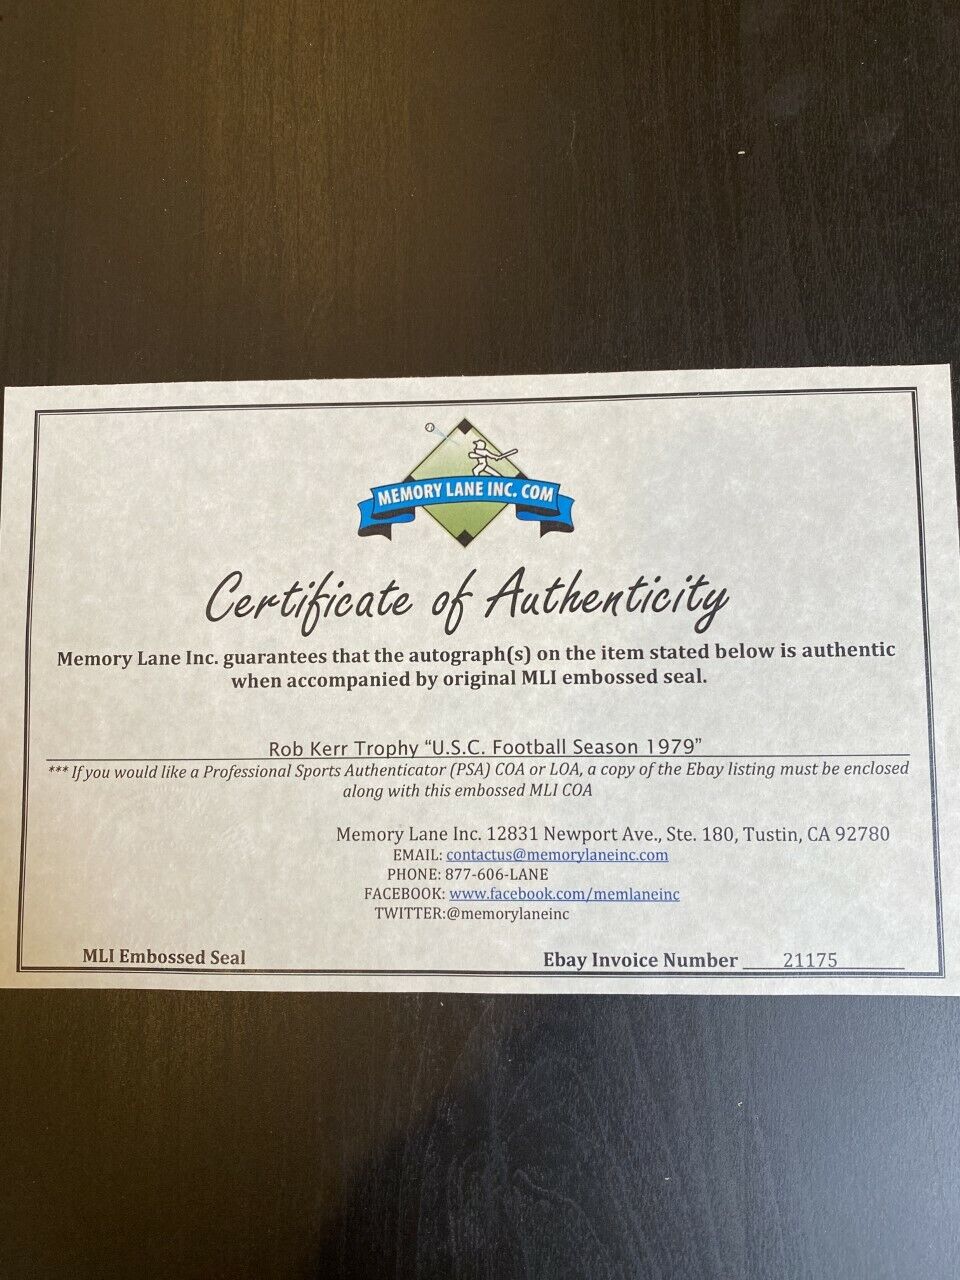 MEMORY LANE INC. COM
Certificate of Authenticity
Memory Lane Inc. guarantees that the autograph(s) on the item stated below is authentic
when accompanied by original MLI embossed seal.
Rob Kerr Trophy “U.S.C. Football Season 1979”
*** If you would like a Professional Sports Authenticator (PSA) COA or LOA, a copy of the Ebay listing must be enclosed
along with this embossed MLI COA
Memory Lane Inc. 12831 Newport Ave., Ste. 180, Tustin, CA 92780
EMAIL: contactus@memorylaneinc.com
PHONE: 877-606-LANE
FACEBOOK: www.facebook.com/memlaneinc
TWITTER:@memorylaneinc
MLI Embossed Seal
Ebay Invoice Number 21175